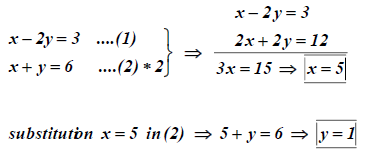 x – 2y = 3 ....(1)
x + y = 6 ....(2) * 2
⇒
x – 2y = 3
2x + 2y = 12
3x = 15 ⇒ x = 5
substitution x = 5 in (2) ⇒ 5 + y = 6 ⇒ y = 1